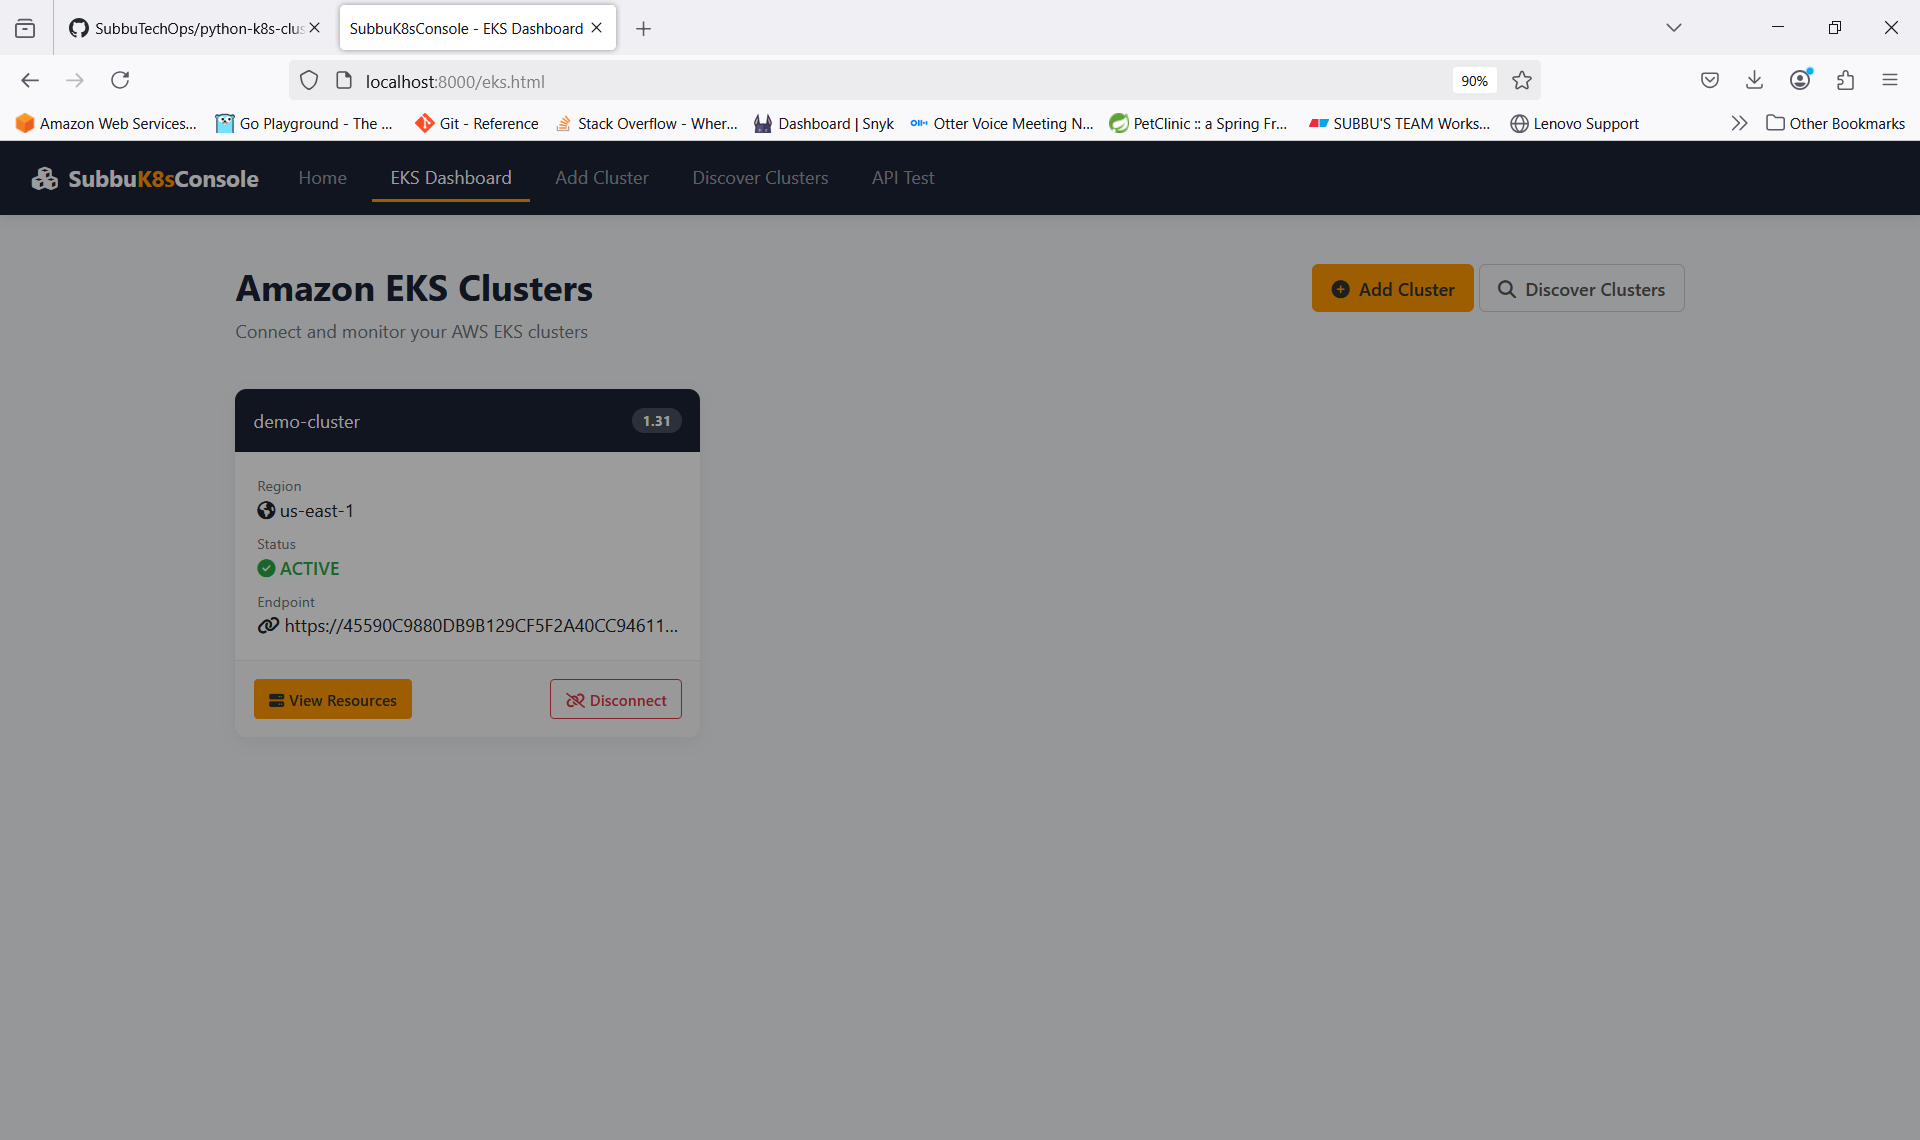 SubbuTechOps/python-k8s-clus
SubbuK8sConsole - EKS Dashboard
localhost:8000/eks.html
90%
Amazon Web Services...
Go Playground - The ...
Git - Reference
Stack Overflow - Wher...
Dashboard | Snyk
Otter Voice Meeting N...
PetClinic :: a Spring Fr...
SUBBU'S TEAM Works...
Lenovo Support
Other Bookmarks
SubbuK8sConsole
Home
EKS Dashboard
Add Cluster
Discover Clusters
API Test
Amazon EKS Clusters
Connect and monitor your AWS EKS clusters
Add Cluster
Discover Clusters
demo-cluster
1.31
Region
us-east-1
Status
ACTIVE
Endpoint
https://45590C9880DB9B129CF5F2A40CC94611...
View Resources
Disconnect